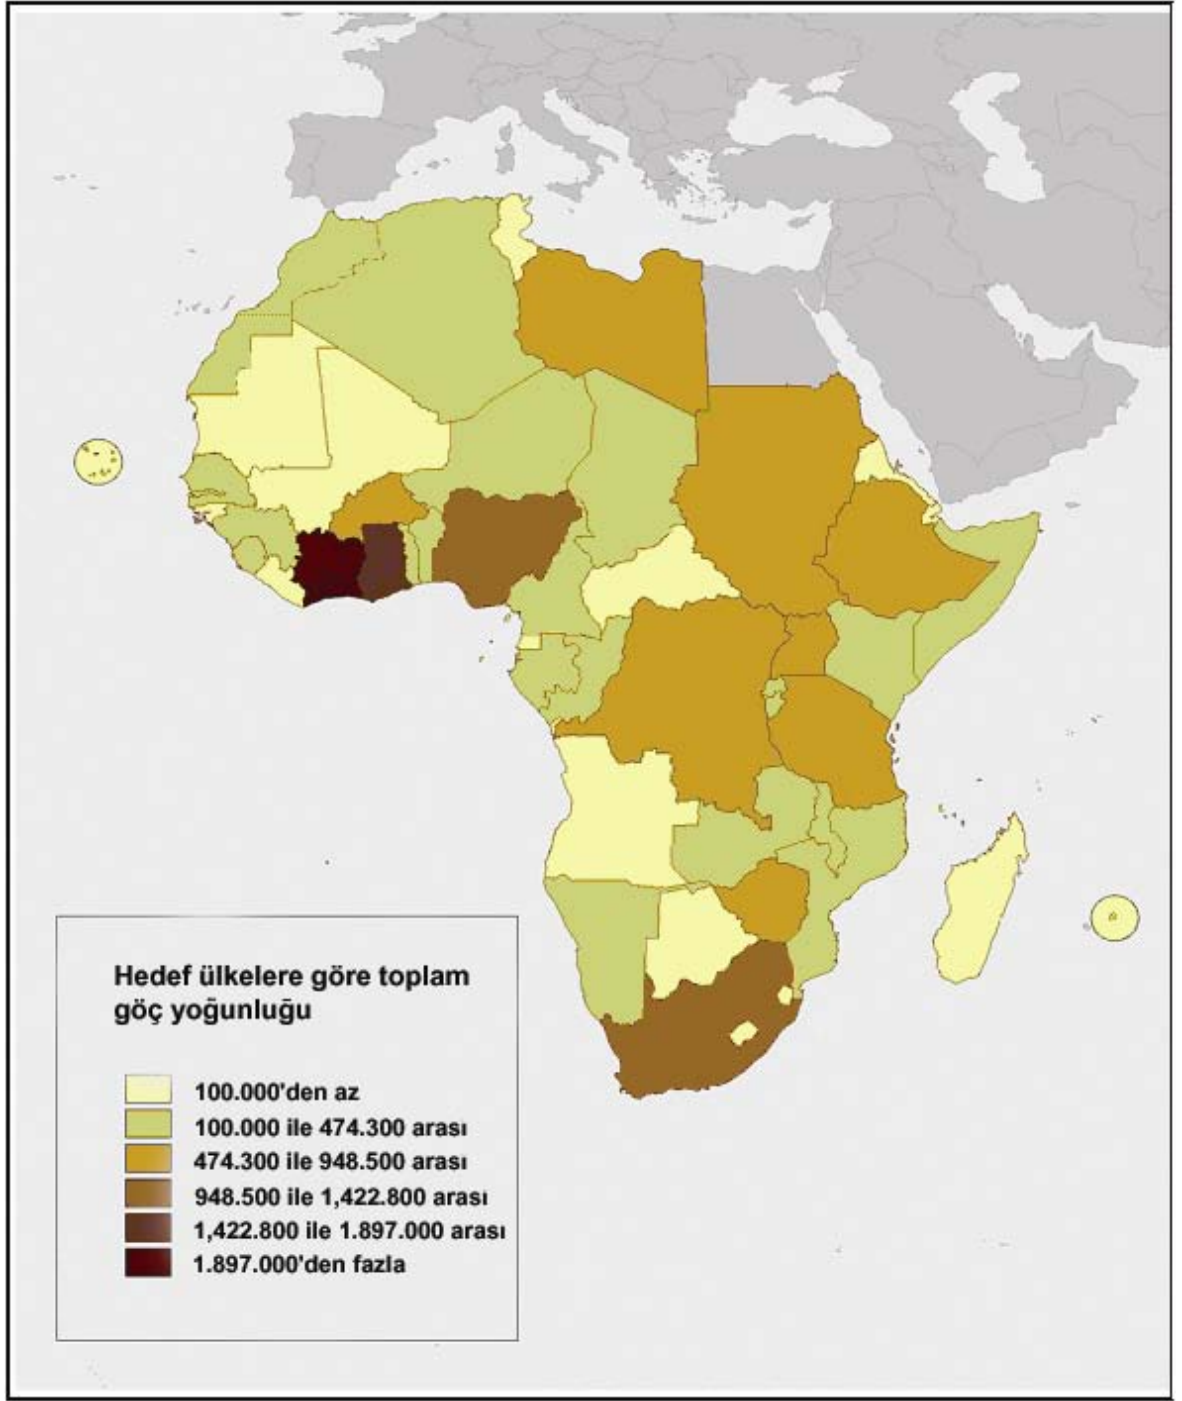 Hedef ülkelere göre toplam
göç yoğunluğu
100.000'den az
100.000 ile 474.300 arası
474.300 ile 948.500 arası
948.500 ile 1,422.800 arası
1,422.800 ile 1.897.000 arası
1.897.000'den fazla